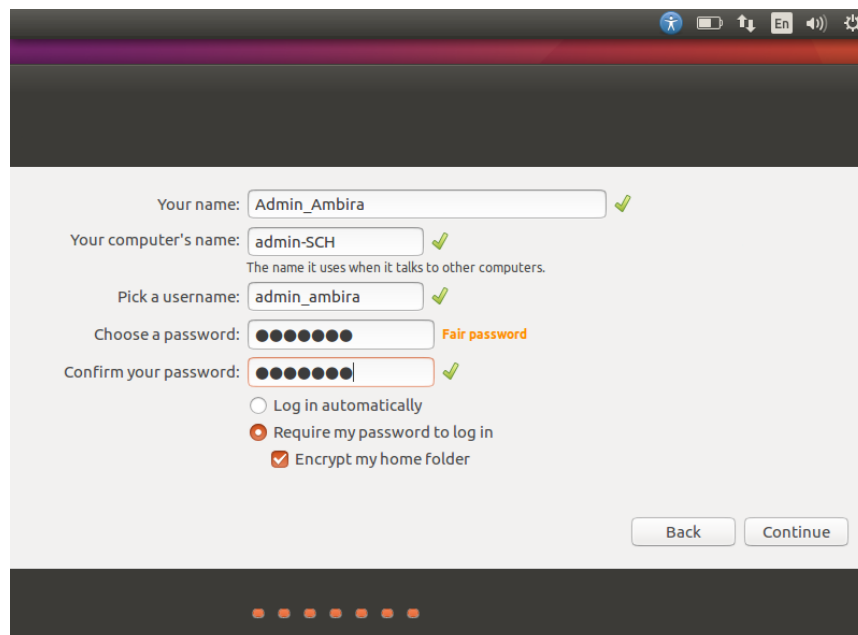 En
Your name: Admin_Ambira
Your computer's name: admin-SCH
The name it uses when it talks to other computers.
Pick a username: admin_ambira
Choose a password: ●●●●●●● Fair password
Confirm your password: ●●●●●●●
Log in automatically
Require my password to log in
Encrypt my home folder
Back Continue